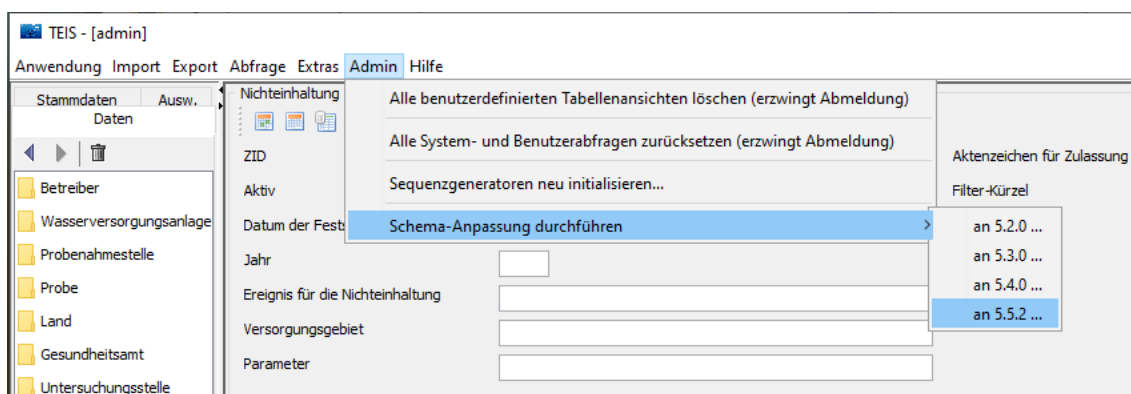 TEIS - [admin]
Anwendung Import Export Abfrage Extras Admin Hilfe
Stammdaten Ausw.
Daten
Betreiber
Wasserversorgungsanlage
Probenahmestelle
Probe
Land
Gesundheitsamt
Untersuchungsstelle
Nichteinhaltung
ZID
Aktiv
Datum der Fests
Jahr
Ereignis für die Nichteinhaltung
Versorgungsgebiet
Parameter
Alle benutzerdefinierten Tabellenansichten löschen (erzwingt Abmeldung)
Alle System- und Benutzerabfragen zurücksetzen (erzwingt Abmeldung)
Sequenzgeneratoren neu initialisieren...
Schema-Anpassung durchführen
Aktenzeichen für Zulassung
Filter-Kürzel
an 5.2.0 ...
an 5.3.0 ...
an 5.4.0 ...
an 5.5.2 ...